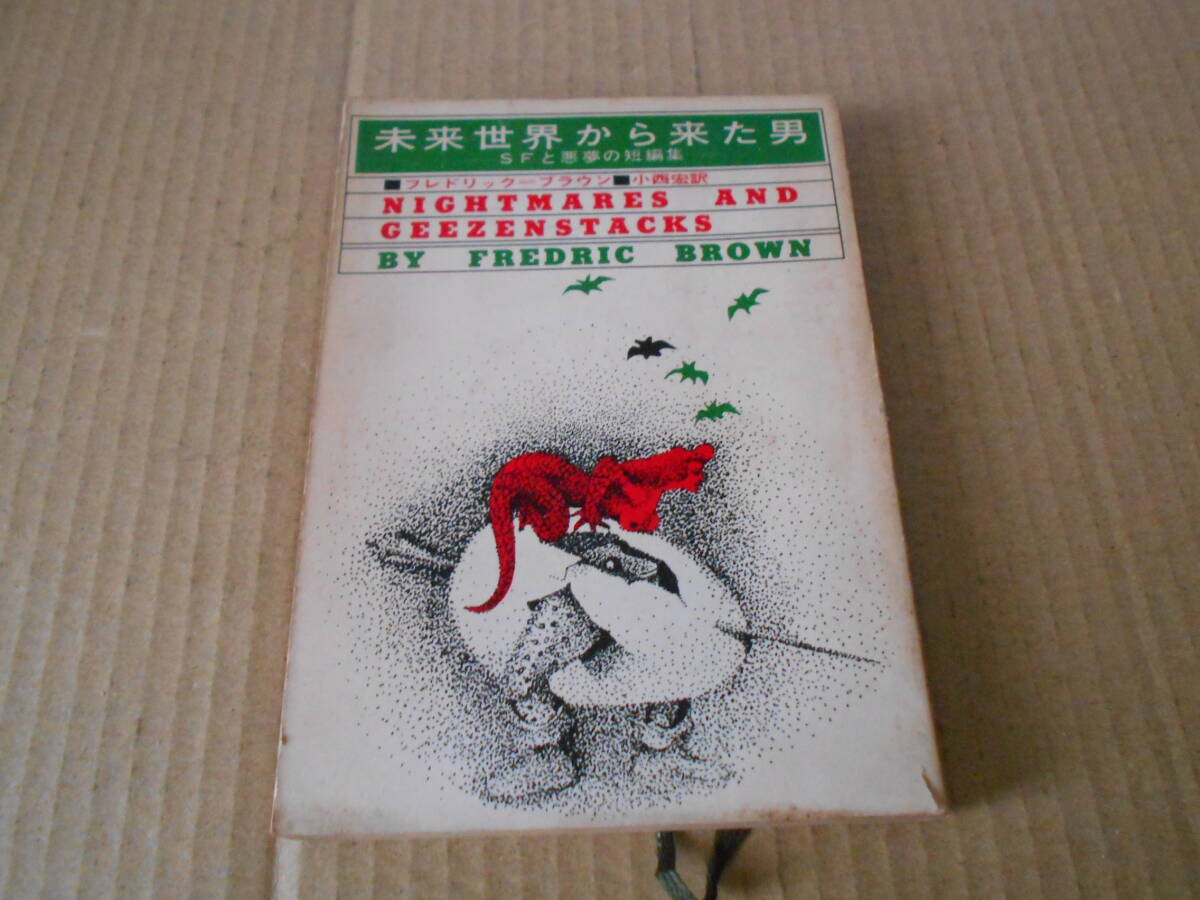 未来世界から来た男
SFと悪夢の短編集
■フレドリック=ブラウン■小西宏訳
NIGHTMARES AND
GEEZENSTACKS
BY FREDRIC BROWN